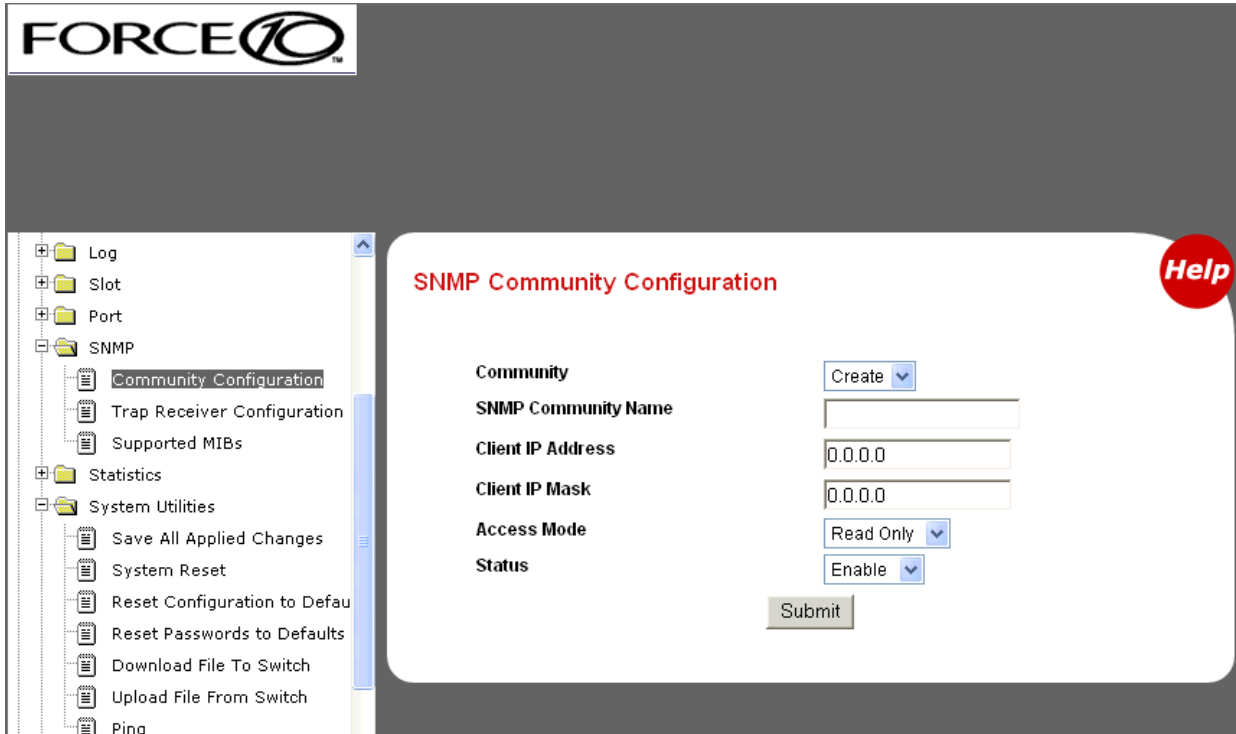 FORCE10 TM
Log
Slot
Port
SNMP
Community Configuration
Trap Receiver Configuration
Supported MIBs
Statistics
System Utilities
Save All Applied Changes
System Reset
Reset Configuration to Defau
Reset Passwords to Defaults
Download File To Switch
Upload File From Switch
Ping
Help
SNMP Community Configuration
Community Create
SNMP Community Name
Client IP Address 0.0.0.0
Client IP Mask 0.0.0.0
Access Mode Read Only
Status Enable
Submit